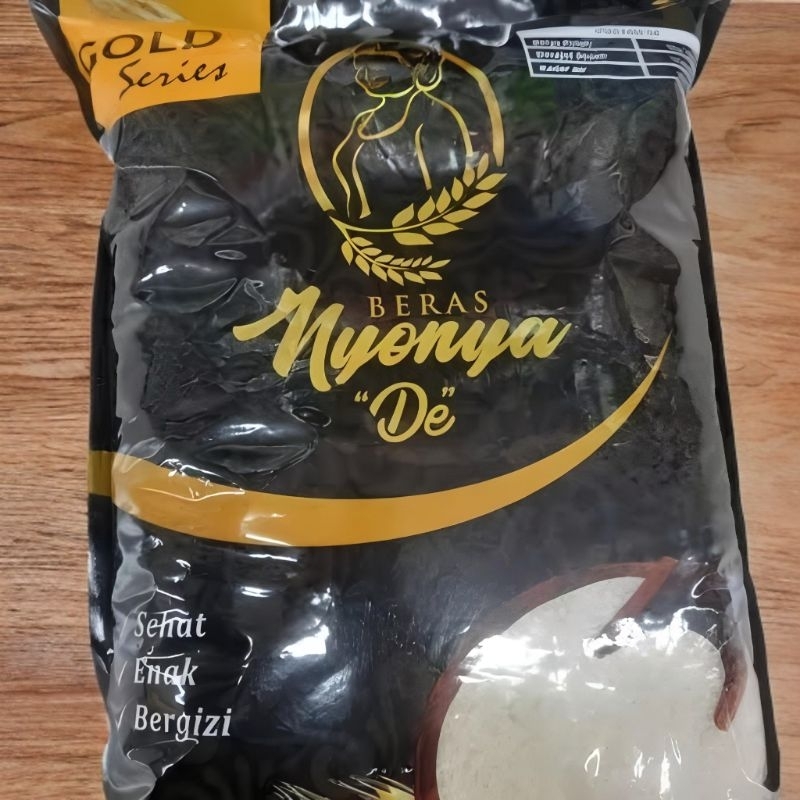 GOLD
Series
BERAS
Nyonya
"De"
Sehat
Enak
Bergizi